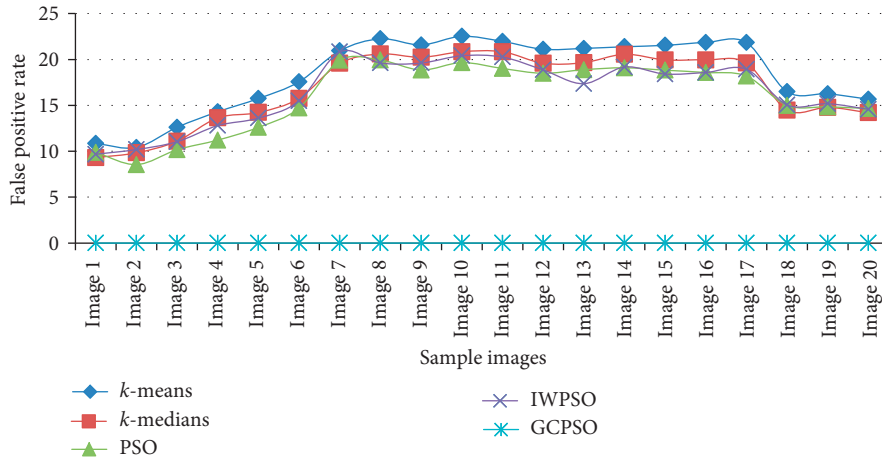 25
20
15
10
5
0
False positive rate
Image 1
Image 2
Image 3
Image 4
Image 5
Image 6
Image 7
Image 8
Image 9
Image 10
Image 11
Image 12
Image 13
Image 14
Image 15
Image 16
Image 17
Image 18
Image 19
Image 20
Sample images
k-means
k-medians
PSO
IWPSO
GCPSO